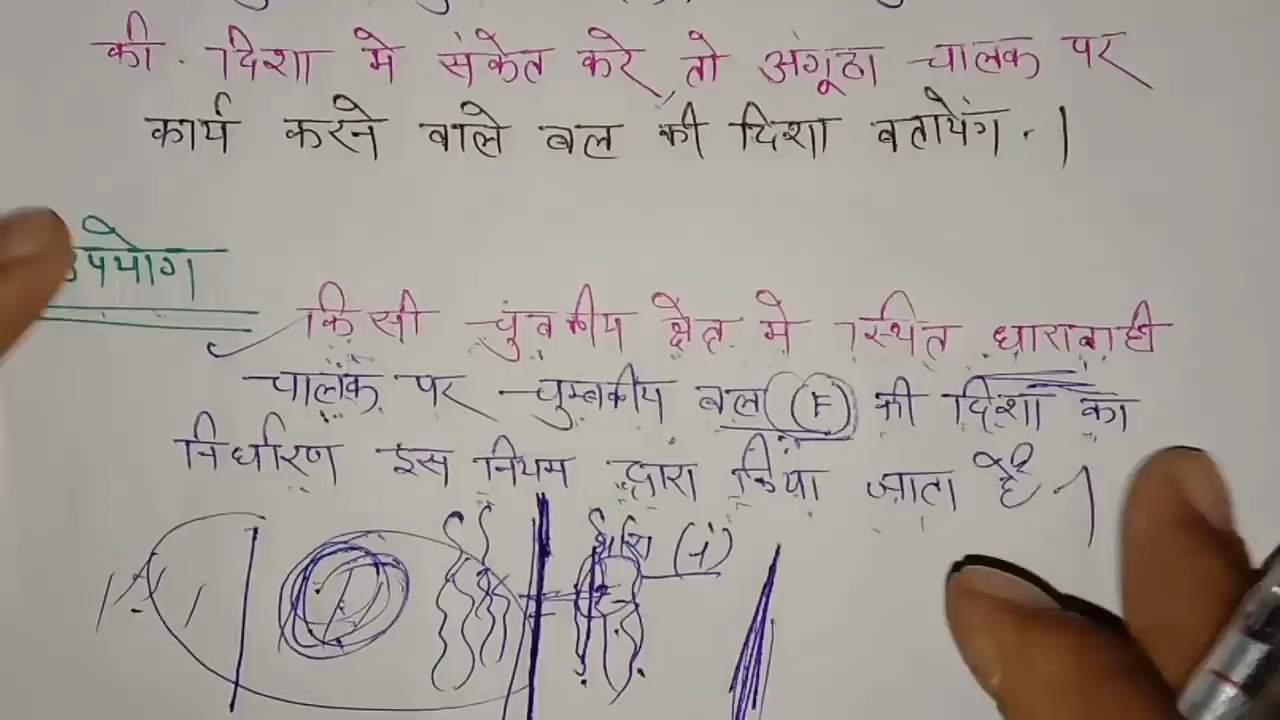 की . दिशा मे संकेत करे, तो अंगूठा चालक पर
कार्य करने वाले बल की दिशा बतायेंग . |
उपयोग
किसी चुंबकीय क्षेत्र मे स्थित धारावाही
चालक पर चुम्बकीय बल (F) की दिशा का
निर्धारण इस नियम द्वारा किया जाता है . |
(i)